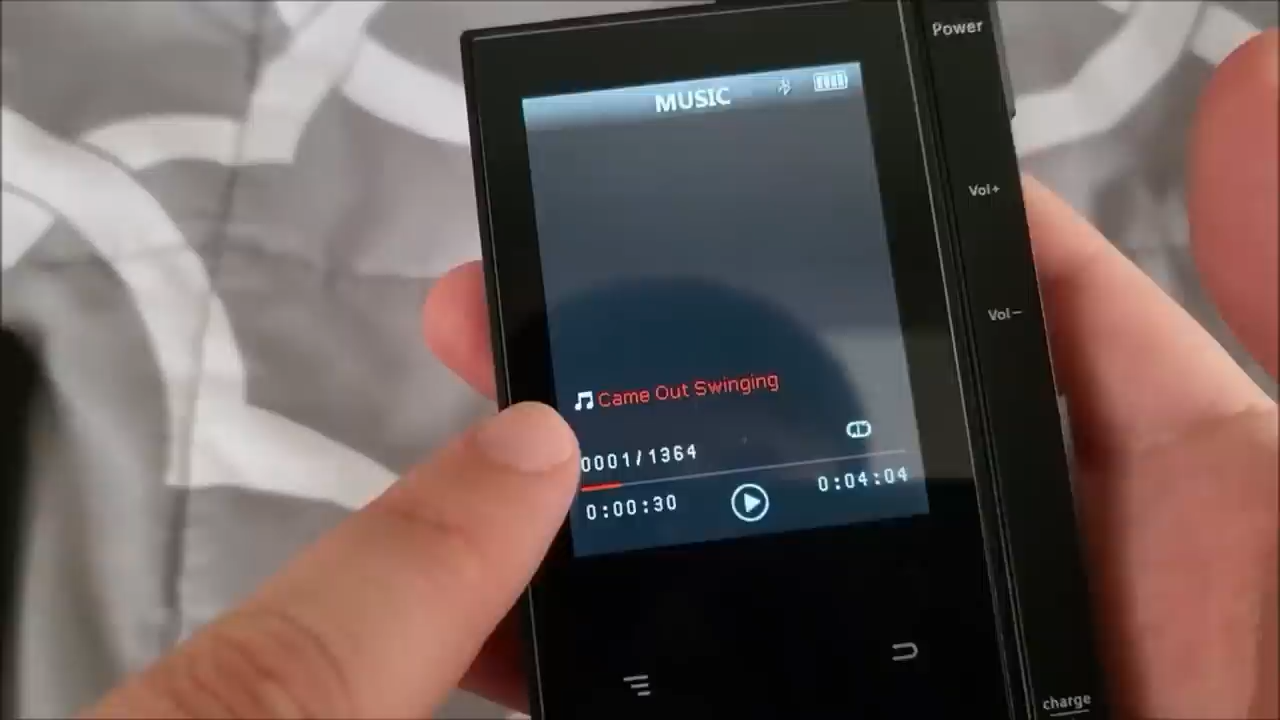 Power
MUSIC
Vol+
Vol−
Came Out Swinging
0001/1364
0:00:30
0:04:04
charge